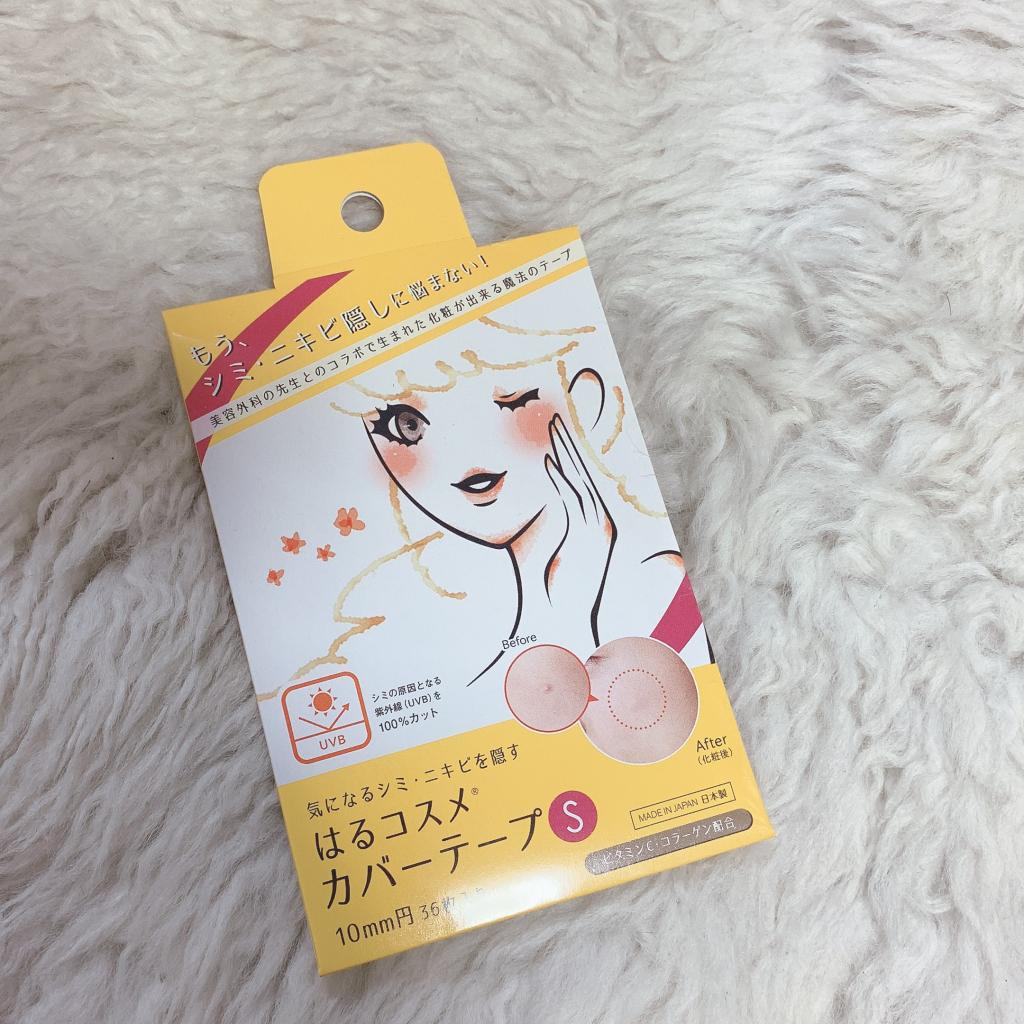 もう、
シミ・ニキビ隠しに悩まない!
美容外科の先生とのコラボで生まれた化粧が出来る魔法のテープ
Before
After
(化粧後)
UVB
シミの原因となる
紫外線(UVB)を
100%カット
気になるシミ・ニキビを隠す
はるコスメ®
カバーテープ S
10mm円 36枚
MADE IN JAPAN 日本製
ビタミンC・コラーゲン配合